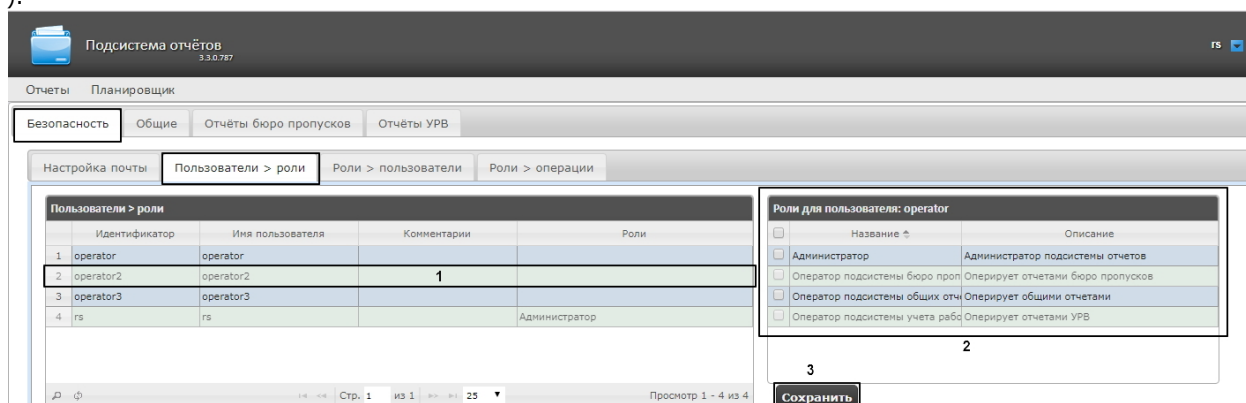 ).
Подсистема отчётов
3.3.0.787
rs
Отчеты Планировщик
Безопасность Общие Отчёты бюро пропусков Отчёты УРВ
Настройка почты Пользователи > роли Роли > пользователи Роли > операции
Пользователи > роли
Идентификатор Имя пользователя Комментарии Роли
1 operator operator
2 operator2 operator2 1
3 operator3 operator3
4 rs rs Администратор
Стр. 1 из 1 25 Просмотр 1 - 4 из 4
Роли для пользователя: operator
Название Описание
Администратор Администратор подсистемы отчетов
Оператор подсистемы бюро проп Оперирует отчетами бюро пропусков
Оператор подсистемы общих отч Оперирует общими отчетами
Оператор подсистемы учета рабо Оперирует отчетами УРВ
2
3
Сохранить